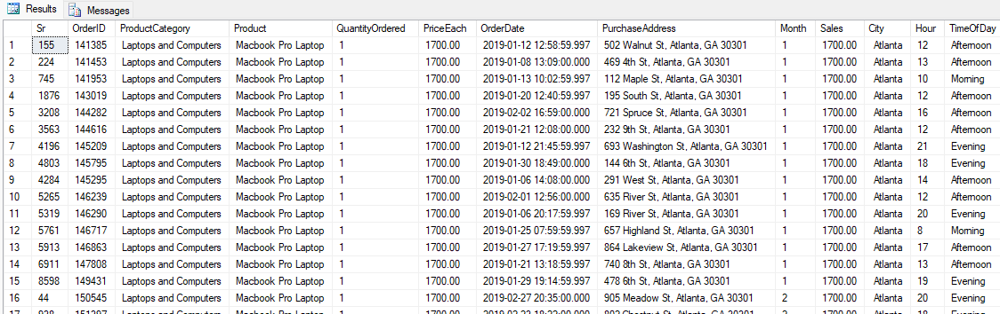 Results Messages
Sr OrderID ProductCategory Product QuantityOrdered PriceEach OrderDate PurchaseAddress Month Sales City Hour TimeOfDay
1 155 141385 Laptops and Computers Macbook Pro Laptop 1 1700.00 2019-01-12 12:58:59.997 502 Walnut St, Atlanta, GA 30301 1 1700.00 Atlanta 12 Afternoon
2 224 141453 Laptops and Computers Macbook Pro Laptop 1 1700.00 2019-01-08 13:09:00.000 469 4th St, Atlanta, GA 30301 1 1700.00 Atlanta 13 Afternoon
3 745 141953 Laptops and Computers Macbook Pro Laptop 1 1700.00 2019-01-13 10:02:59.997 112 Maple St, Atlanta, GA 30301 1 1700.00 Atlanta 10 Morning
4 1876 143019 Laptops and Computers Macbook Pro Laptop 1 1700.00 2019-01-20 12:40:59.997 195 South St, Atlanta, GA 30301 1 1700.00 Atlanta 12 Afternoon
5 3208 144282 Laptops and Computers Macbook Pro Laptop 1 1700.00 2019-02-02 16:59:00.000 721 Spruce St, Atlanta, GA 30301 1 1700.00 Atlanta 16 Afternoon
6 3563 144616 Laptops and Computers Macbook Pro Laptop 1 1700.00 2019-01-21 12:08:00.000 232 9th St, Atlanta, GA 30301 1 1700.00 Atlanta 12 Afternoon
7 4196 145209 Laptops and Computers Macbook Pro Laptop 1 1700.00 2019-01-12 21:45:59.997 693 Washington St, Atlanta, GA 30301 1 1700.00 Atlanta 21 Evening
8 4803 145795 Laptops and Computers Macbook Pro Laptop 1 1700.00 2019-01-30 18:49:00.000 144 6th St, Atlanta, GA 30301 1 1700.00 Atlanta 18 Evening
9 4284 145295 Laptops and Computers Macbook Pro Laptop 1 1700.00 2019-01-06 14:08:00.000 291 West St, Atlanta, GA 30301 1 1700.00 Atlanta 14 Afternoon
10 5265 146239 Laptops and Computers Macbook Pro Laptop 1 1700.00 2019-02-01 12:56:00.000 635 River St, Atlanta, GA 30301 1 1700.00 Atlanta 12 Afternoon
11 5319 146290 Laptops and Computers Macbook Pro Laptop 1 1700.00 2019-01-06 20:17:59.997 169 River St, Atlanta, GA 30301 1 1700.00 Atlanta 20 Evening
12 5761 146717 Laptops and Computers Macbook Pro Laptop 1 1700.00 2019-01-25 07:59:59.997 657 Highland St, Atlanta, GA 30301 1 1700.00 Atlanta 8 Morning
13 5913 146863 Laptops and Computers Macbook Pro Laptop 1 1700.00 2019-01-27 17:19:59.997 864 Lakeview St, Atlanta, GA 30301 1 1700.00 Atlanta 17 Afternoon
14 6911 147808 Laptops and Computers Macbook Pro Laptop 1 1700.00 2019-01-21 13:18:59.997 740 8th St, Atlanta, GA 30301 1 1700.00 Atlanta 13 Afternoon
15 8598 149431 Laptops and Computers Macbook Pro Laptop 1 1700.00 2019-01-29 19:14:59.997 478 6th St, Atlanta, GA 30301 1 1700.00 Atlanta 19 Evening
16 44 150545 Laptops and Computers Macbook Pro Laptop 1 1700.00 2019-02-27 20:35:00.000 905 Meadow St, Atlanta, GA 30301 2 1700.00 Atlanta 20 Evening